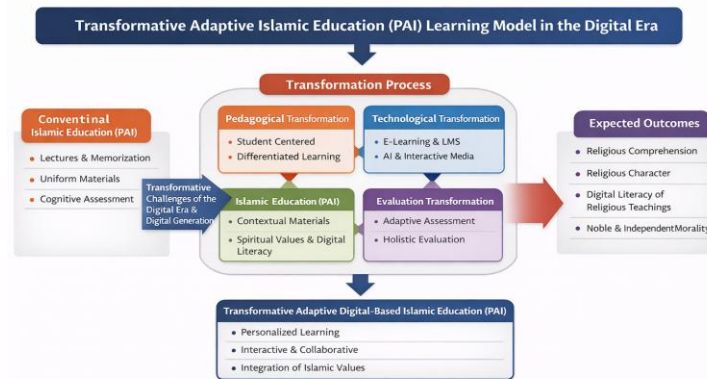 Transformative Adaptive Islamic Education (PAI) Learning Model in the Digital Era
Transformation Process
Conventinal
Islamic Education (PAI)
• Lectures & Memorization
• Uniform Materials
• Cognitive Assessment
Transformative
Challenges of the
Digital Era &
Digital Generation
Pedagogical Transformation
• Student Centered
• Differentiated Learning
Technological Transformation
• E-Learning & LMS
• AI & Interactive Media
Islamic Education (PAI)
• Contextual Materials
• Spiritual Values & Digital
Literacy
Evaluation Transformation
• Adaptive Assessment
• Holistic Evaluation
Expected Outcomes
• Religious Comprehension
• Religious Character
• Digital Literacy of
Religious Teachings
• Noble & IndependentMorality
Transformative Adaptive Digital-Based Islamic Education (PAI)
• Personalized Learning
• Interactive & Collaborative
• Integration of Islamic Values